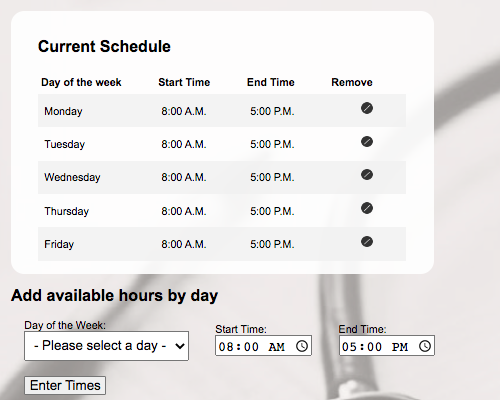 Current Schedule
Day of the week Start Time End Time Remove
Monday 8:00 A.M. 5:00 P.M.
Tuesday 8:00 A.M. 5:00 P.M.
Wednesday 8:00 A.M. 5:00 P.M.
Thursday 8:00 A.M. 5:00 P.M.
Friday 8:00 A.M. 5:00 P.M.
Add available hours by day
Day of the Week: Start Time: End Time:
- Please select a day - 08:00 AM 05:00 PM
Enter Times